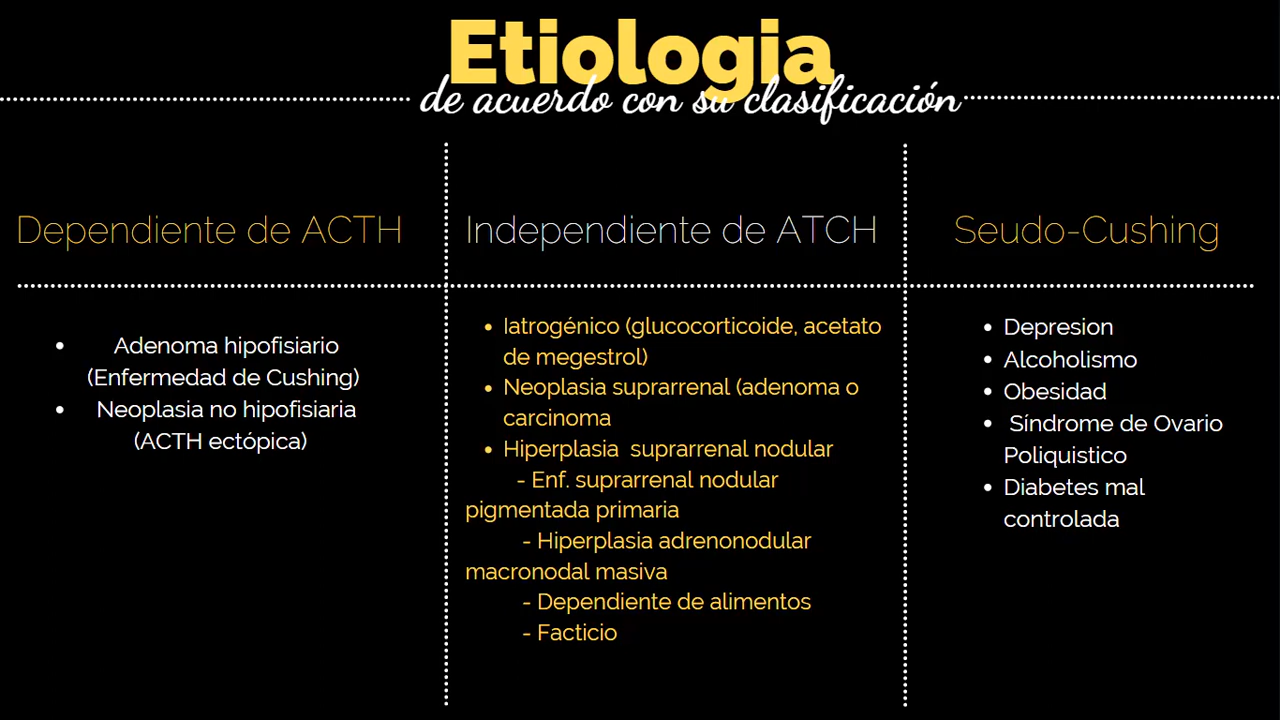 Etiologia
de acuerdo con su clasificación
Dependiente de ACTH
• Adenoma hipofisiario
(Enfermedad de Cushing)
• Neoplasia no hipofisiaria
(ACTH ectópica)
Independiente de ATCH
• Iatrogénico (glucocorticoide, acetato
de megestrol)
• Neoplasia suprarrenal (adenoma o
carcinoma
• Hiperplasia suprarrenal nodular
- Enf. suprarrenal nodular
pigmentada primaria
- Hiperplasia adrenonodular
macronodal masiva
- Dependiente de alimentos
- Facticio
Seudo-Cushing
• Depresion
• Alcoholismo
• Obesidad
• Síndrome de Ovario
Poliquistico
• Diabetes mal
controlada